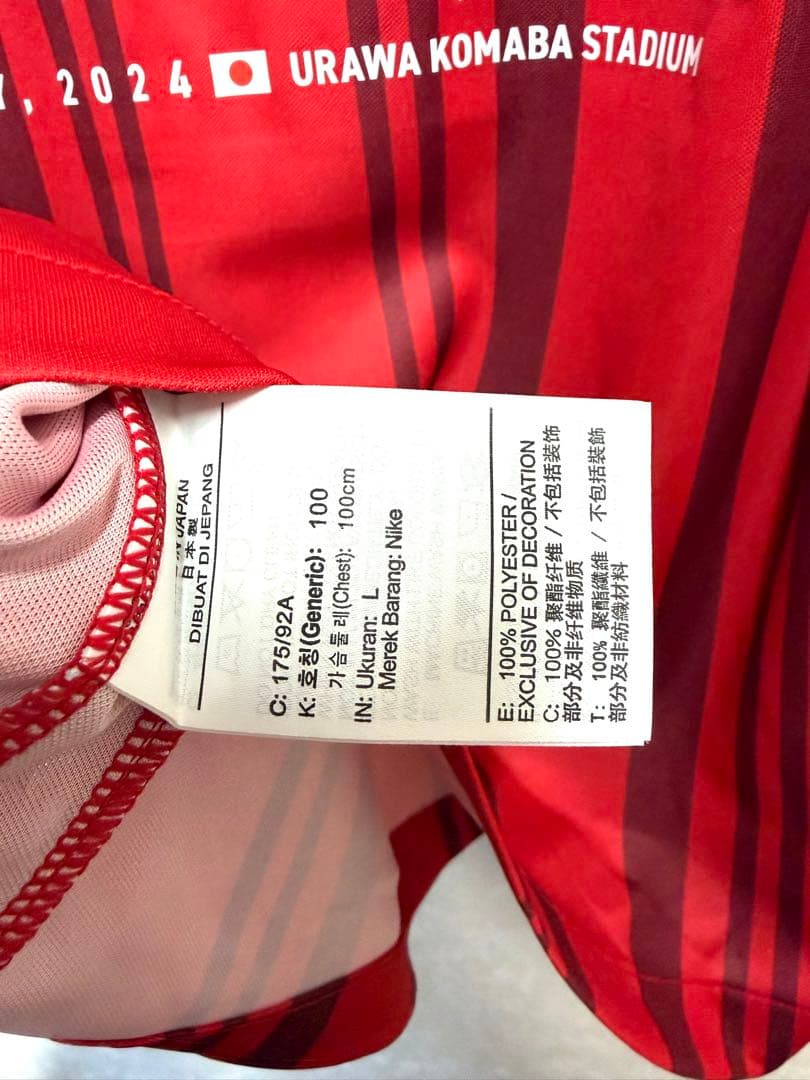 , 2024 URAWA KOMABA STADIUM
JAPAN
日本製
DIBUAT DI JEPANG
C: 175/92A
K: 호칭(Generic): 100
가슴둘레(Chest): 100cm
IN: Ukuran: L
Merek Barang: Nike
E: 100% POLYESTER/
EXCLUSIVE OF DECORATION
C: 100% 聚酯纤维 / 不包括装饰
部分及非纤维物质
T: 100% 聚酯纖維 / 不包括裝飾
部分及非紡織材料